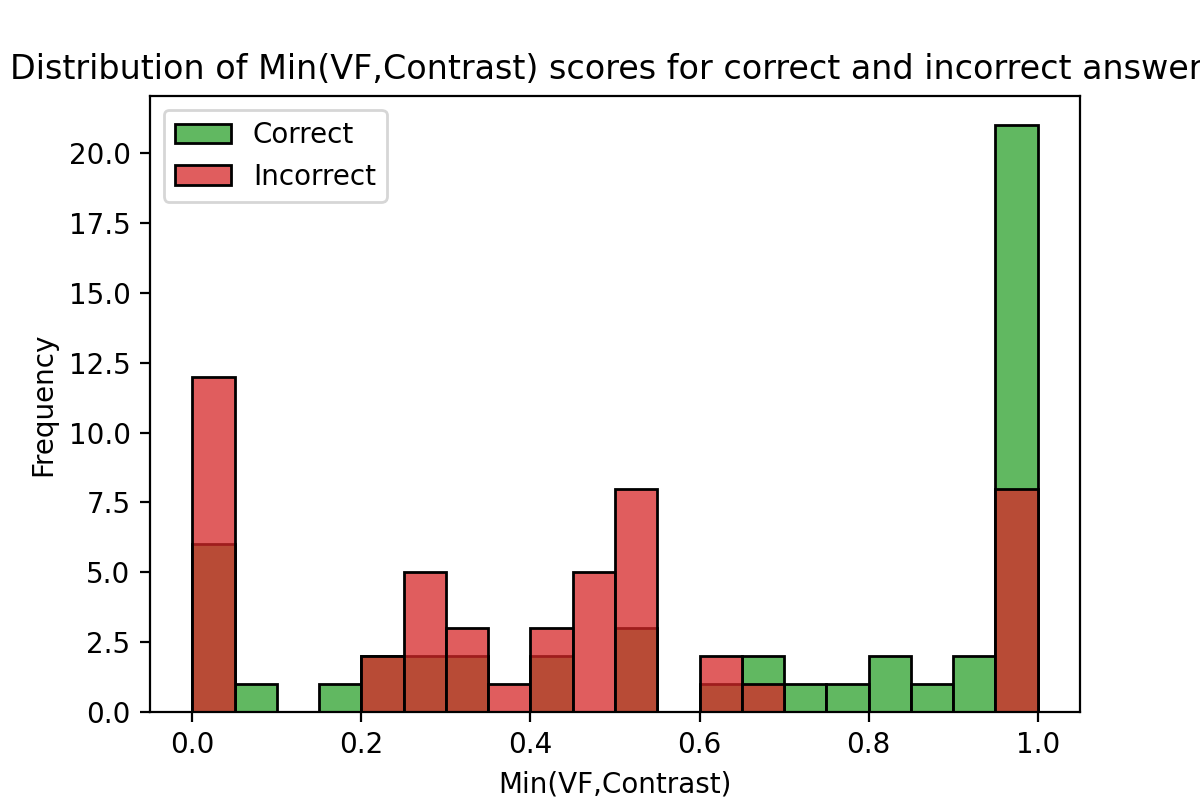 Distribution of Min(VF,Contrast) scores for correct and incorrect answer
Correct
Incorrect
Frequency
20.0
17.5
15.0
12.5
10.0
7.5
5.0
2.5
0.0
0.0 0.2 0.4 0.6 0.8 1.0
Min(VF,Contrast)